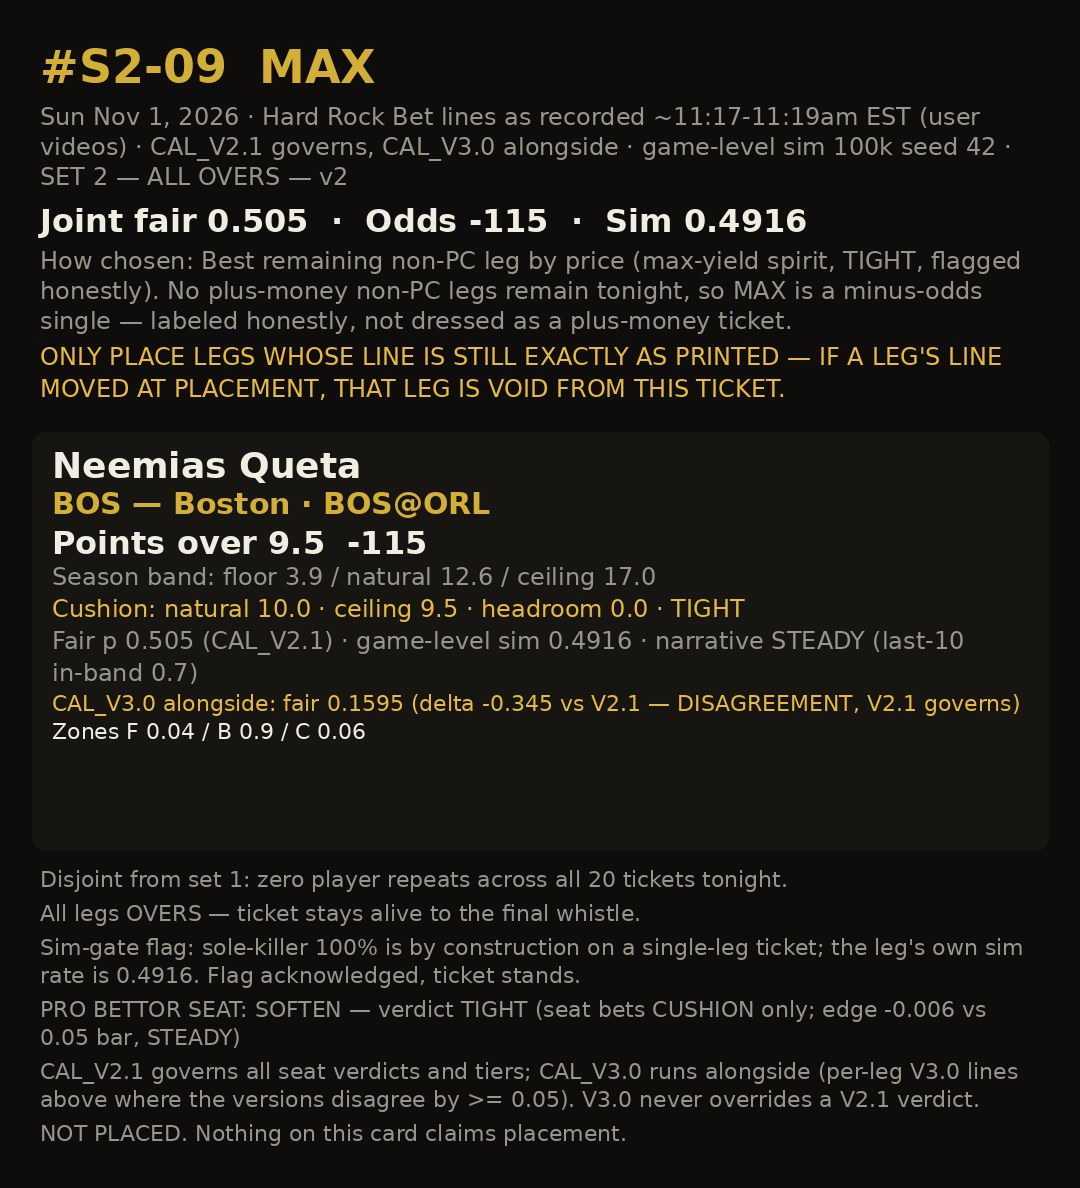 #S2-09  MAX
Sun Nov 1, 2026 · Hard Rock Bet lines as recorded ~11:17-11:19am EST (user
videos) · CAL_V2.1 governs, CAL_V3.0 alongside · game-level sim 100k seed 42 ·
SET 2 — ALL OVERS — v2
Joint fair 0.505  ·  Odds -115  ·  Sim 0.4916
How chosen: Best remaining non-PC leg by price (max-yield spirit, TIGHT, flagged
honestly). No plus-money non-PC legs remain tonight, so MAX is a minus-odds
single — labeled honestly, not dressed as a plus-money ticket.
ONLY PLACE LEGS WHOSE LINE IS STILL EXACTLY AS PRINTED — IF A LEG'S LINE
MOVED AT PLACEMENT, THAT LEG IS VOID FROM THIS TICKET.
Neemias Queta
BOS — Boston · BOS@ORL
Points over 9.5  -115
Season band: floor 3.9 / natural 12.6 / ceiling 17.0
Cushion: natural 10.0 · ceiling 9.5 · headroom 0.0 · TIGHT
Fair p 0.505 (CAL_V2.1) · game-level sim 0.4916 · narrative STEADY (last-10
in-band 0.7)
CAL_V3.0 alongside: fair 0.1595 (delta -0.345 vs V2.1 — DISAGREEMENT, V2.1 governs)
Zones F 0.04 / B 0.9 / C 0.06
Disjoint from set 1: zero player repeats across all 20 tickets tonight.
All legs OVERS — ticket stays alive to the final whistle.
Sim-gate flag: sole-killer 100% is by construction on a single-leg ticket; the leg's own sim
rate is 0.4916. Flag acknowledged, ticket stands.
PRO BETTOR SEAT: SOFTEN — verdict TIGHT (seat bets CUSHION only; edge -0.006 vs
0.05 bar, STEADY)
CAL_V2.1 governs all seat verdicts and tiers; CAL_V3.0 runs alongside (per-leg V3.0 lines
above where the versions disagree by >= 0.05). V3.0 never overrides a V2.1 verdict.
NOT PLACED. Nothing on this card claims placement.